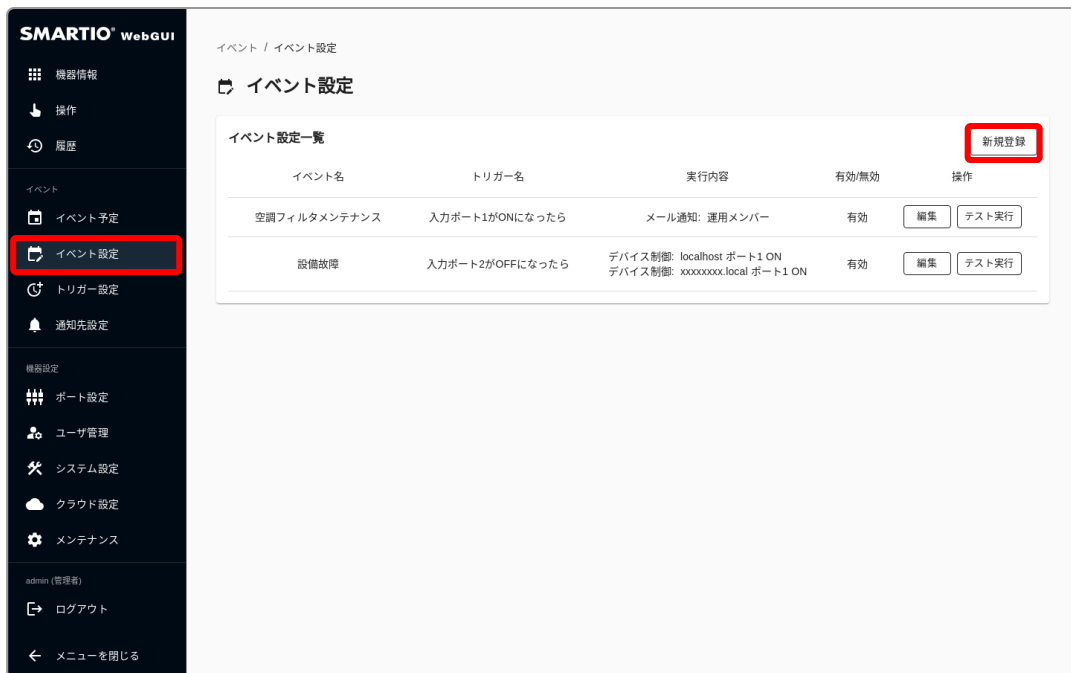 SMARTIO® WebGUI
機器情報
操作
履歴
イベント
イベント予定
イベント設定
トリガー設定
通知先設定
機器設定
ポート設定
ユーザ管理
システム設定
クラウド設定
メンテナンス
admin (管理者)
ログアウト
メニューを閉じる
イベント / イベント設定
イベント設定
イベント設定一覧
新規登録
イベント名 トリガー名 実行内容 有効/無効 操作
空調フィルタメンテナンス 入力ポート1がONになったら メール通知: 運用メンバー 有効 編集 テスト実行
設備故障 入力ポート2がOFFになったら デバイス制御: localhost ポート1 ON 有効 編集 テスト実行
デバイス制御: xxxxxxxx.local ポート1 ON